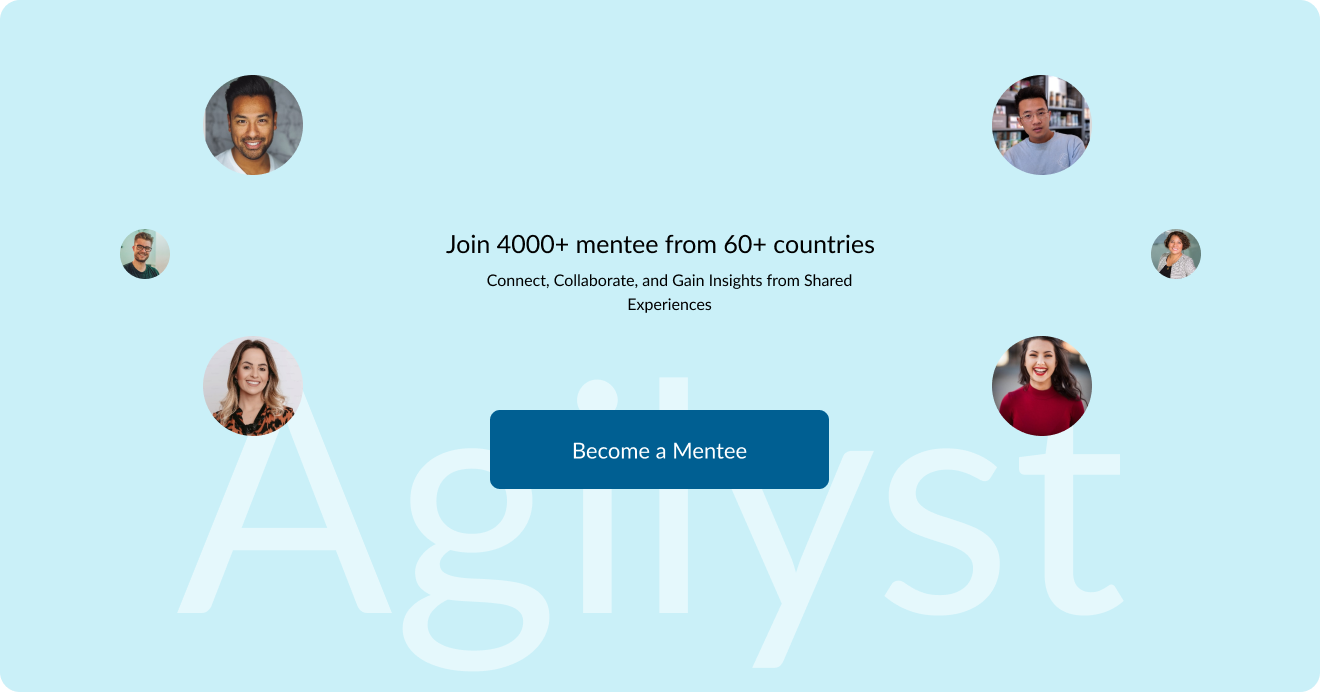 Join 4000+ mentee from 60+ countries
Connect, Collaborate, and Gain Insights from Shared
Experiences
Become a Mentee
Agilyst